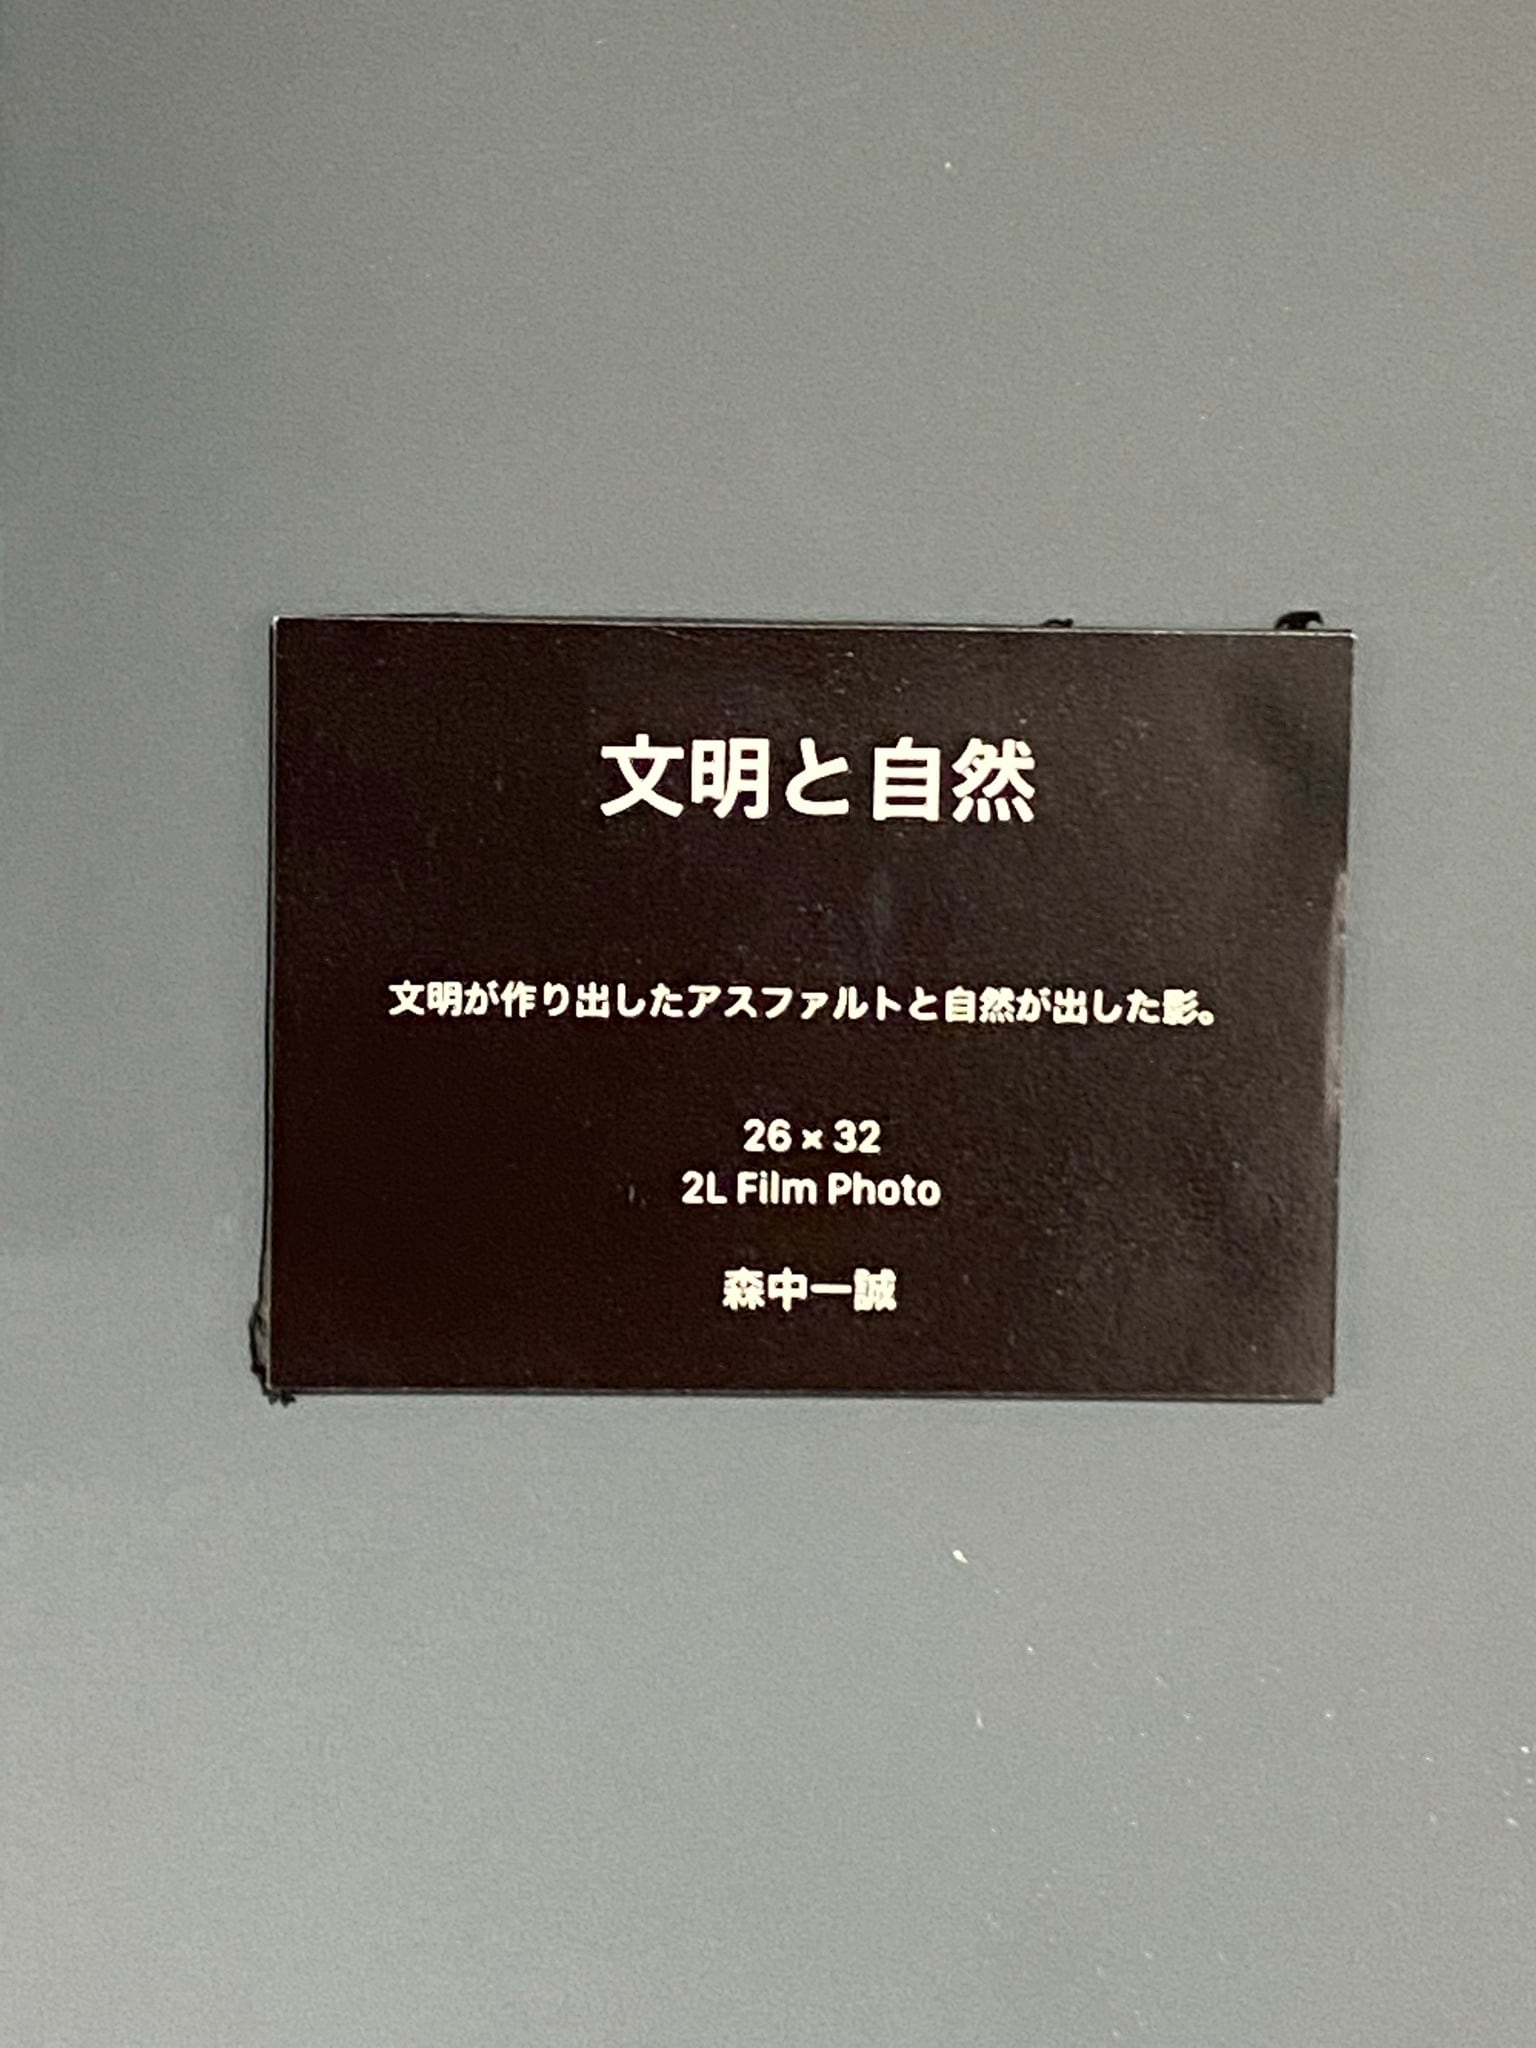 文明と自然
文明が作り出したアスファルトと自然が出した影。
26 × 32
2L Film Photo
森中一誠